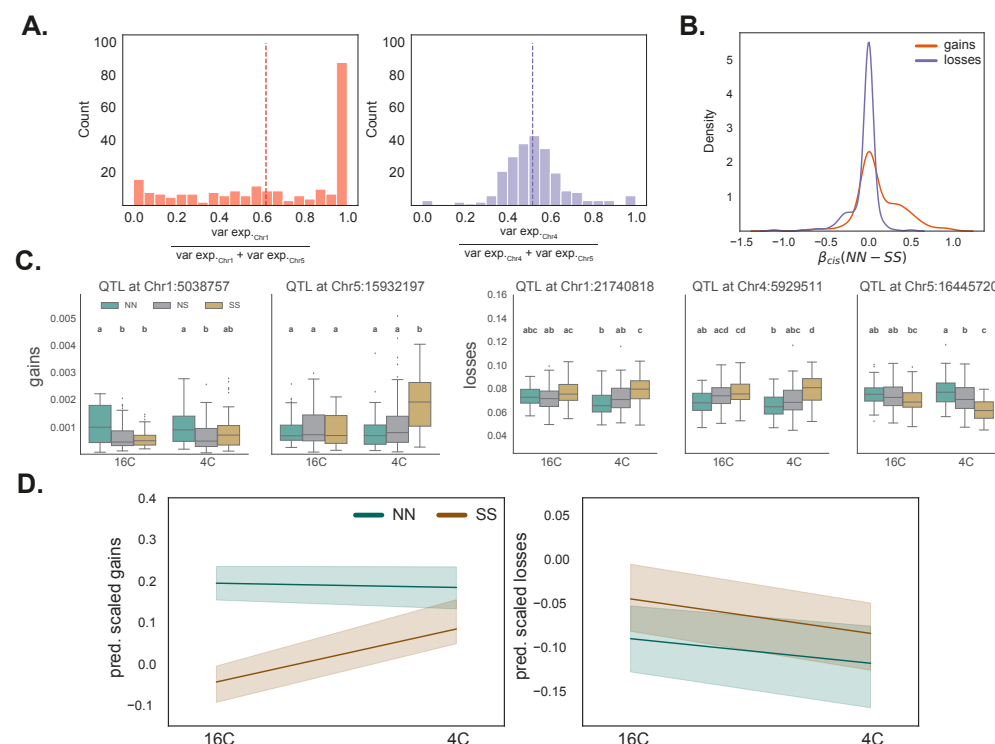 A.
100
80
60
40
20
Count
0.0 0.2 0.4 0.6 0.8 1.0
var exp.Chr1
var exp.Chr1 + var exp.Chr5
100
80
60
40
20
Count
0.0 0.2 0.4 0.6 0.8 1.0
var exp.Chr4
var exp.Chr4 + var exp.Chr5
B.
gains
losses
5
4
3
2
1
Density
−1.5 −1.0 −0.5 0.0 0.5 1.0
βcis(NN − SS)
C.
QTL at Chr1:5038757
NN NS SS
0.005
0.004
0.003
0.002
0.001
gains
a b b a b ab
16C 4C
QTL at Chr5:15932197
a a a a a b
16C 4C
QTL at Chr1:21740818
0.16
0.14
0.12
0.10
0.08
0.06
0.04
losses
abc ab ac b ab c
16C 4C
QTL at Chr4:5929511
ab acd cd b abc d
16C 4C
QTL at Chr5:16445720
ab ab bc a b c
16C 4C
D.
NN SS
0.4
0.3
0.2
0.1
0.0
−0.1
pred. scaled gains
16C 4C
0.00
−0.05
−0.10
−0.15
pred. scaled losses
16C 4C